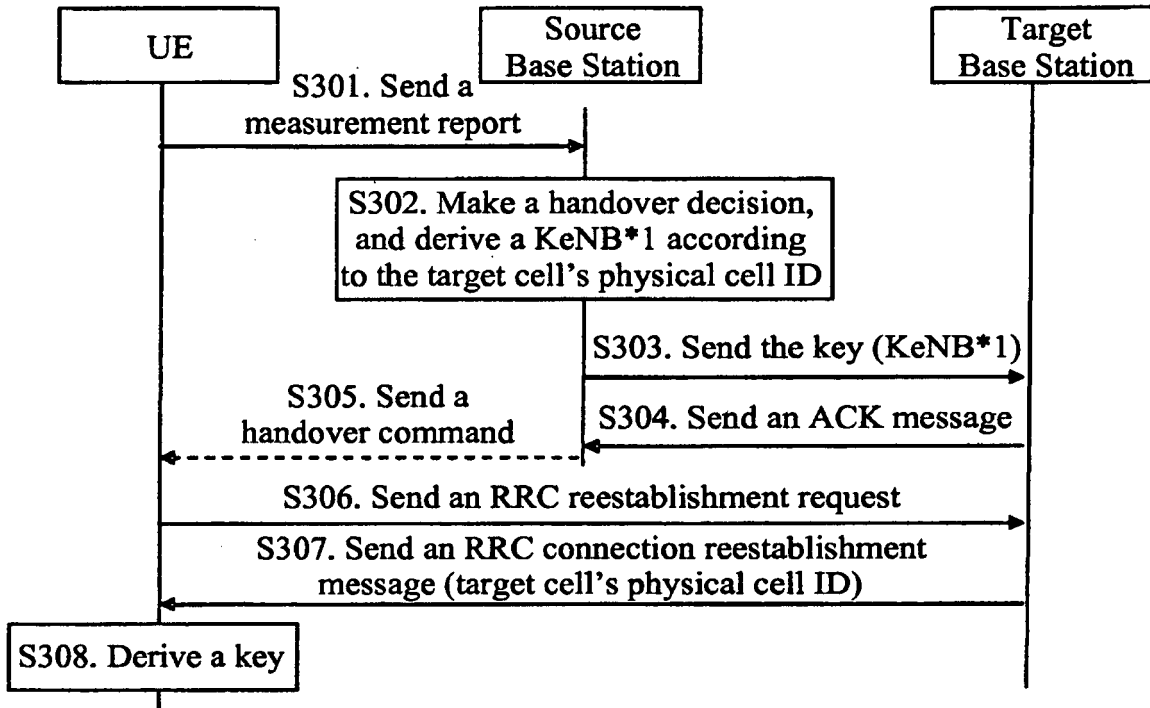 UE
Source
Base Station
Target
Base Station
S301. Send a
measurement report
S302. Make a handover decision,
and derive a KeNB*1 according
to the target cell's physical cell ID
S303. Send the key (KeNB*1)
S304. Send an ACK message
S305. Send a
handover command
S306. Send an RRC reestablishment request
S307. Send an RRC connection reestablishment
message (target cell's physical cell ID)
S308. Derive a key